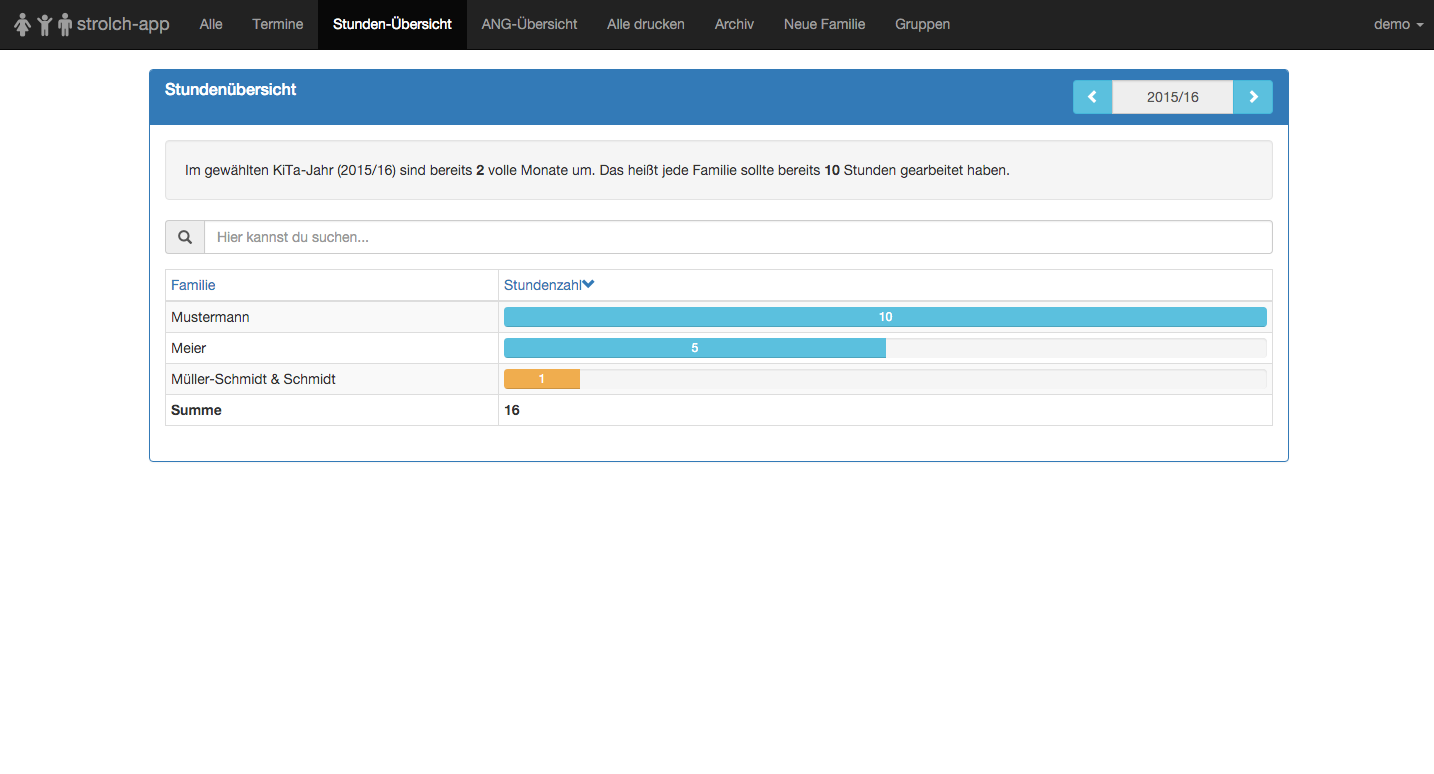 strolch-app Alle Termine Stunden-Übersicht ANG-Übersicht Alle drucken Archiv Neue Familie Gruppen demo
Stundenübersicht 2015/16
Im gewählten KiTa-Jahr (2015/16) sind bereits 2 volle Monate um. Das heißt jede Familie sollte bereits 10 Stunden gearbeitet haben.
Hier kannst du suchen...
Familie Stundenzahl
Mustermann 10
Meier 5
Müller-Schmidt & Schmidt 1
Summe 16